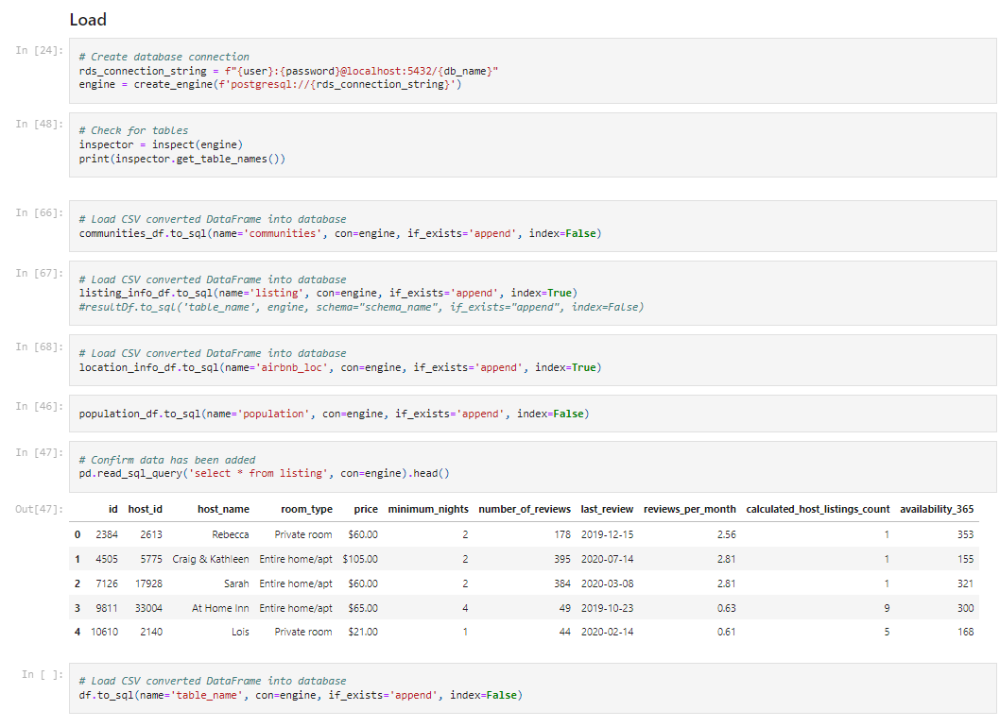 Load
In [24]:
# Create database connection
rds_connection_string = f"{user}:{password}@localhost:5432/{db_name}"
engine = create_engine(f'postgresql://{rds_connection_string}')
In [48]:
# Check for tables
inspector = inspect(engine)
print(inspector.get_table_names())
In [66]:
# Load CSV converted DataFrame into database
communities_df.to_sql(name='communities', con=engine, if_exists='append', index=False)
In [67]:
# Load CSV converted DataFrame into database
listing_info_df.to_sql(name='listing', con=engine, if_exists='append', index=True)
#resultDf.to_sql('table_name', engine, schema="schema_name", if_exists="append", index=False)
In [68]:
# Load CSV converted DataFrame into database
location_info_df.to_sql(name='airbnb_loc', con=engine, if_exists='append', index=True)
In [46]:
population_df.to_sql(name='population', con=engine, if_exists='append', index=False)
In [47]:
# Confirm data has been added
pd.read_sql_query('select * from listing', con=engine).head()
Out[47]:
id host_id host_name room_type price minimum_nights number_of_reviews last_review reviews_per_month calculated_host_listings_count availability_365
0 2384 2613 Rebecca Private room $60.00 2 178 2019-12-15 2.56 1 353
1 4505 5775 Craig & Kathleen Entire home/apt $105.00 2 395 2020-07-14 2.81 1 155
2 7126 17928 Sarah Entire home/apt $60.00 2 384 2020-03-08 2.81 1 321
3 9811 33004 At Home Inn Entire home/apt $65.00 4 49 2019-10-23 0.63 9 300
4 10610 2140 Lois Private room $21.00 1 44 2020-02-14 0.61 5 168
In [ ]:
# Load CSV converted DataFrame into database
df.to_sql(name='table_name', con=engine, if_exists='append', index=False)